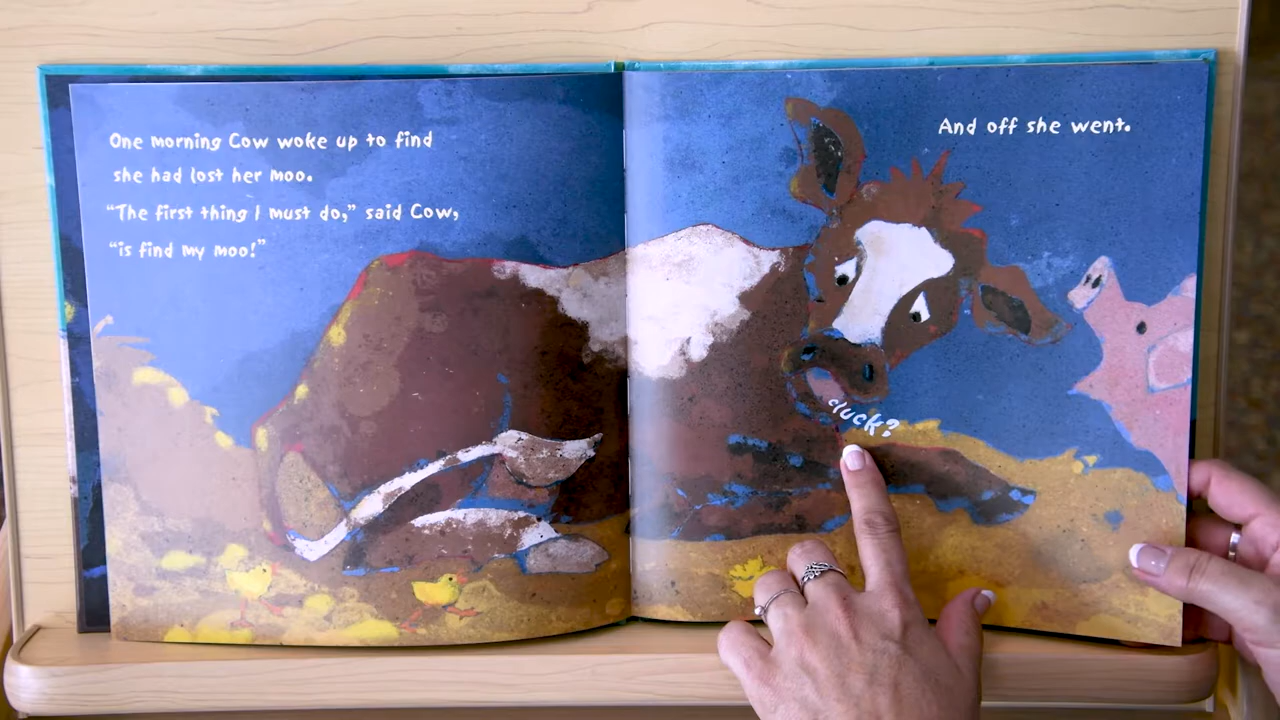 One morning Cow woke up to find
she had lost her moo.
“The first thing I must do,” said Cow,
“is find my moo!”
And off she went.
cluck?